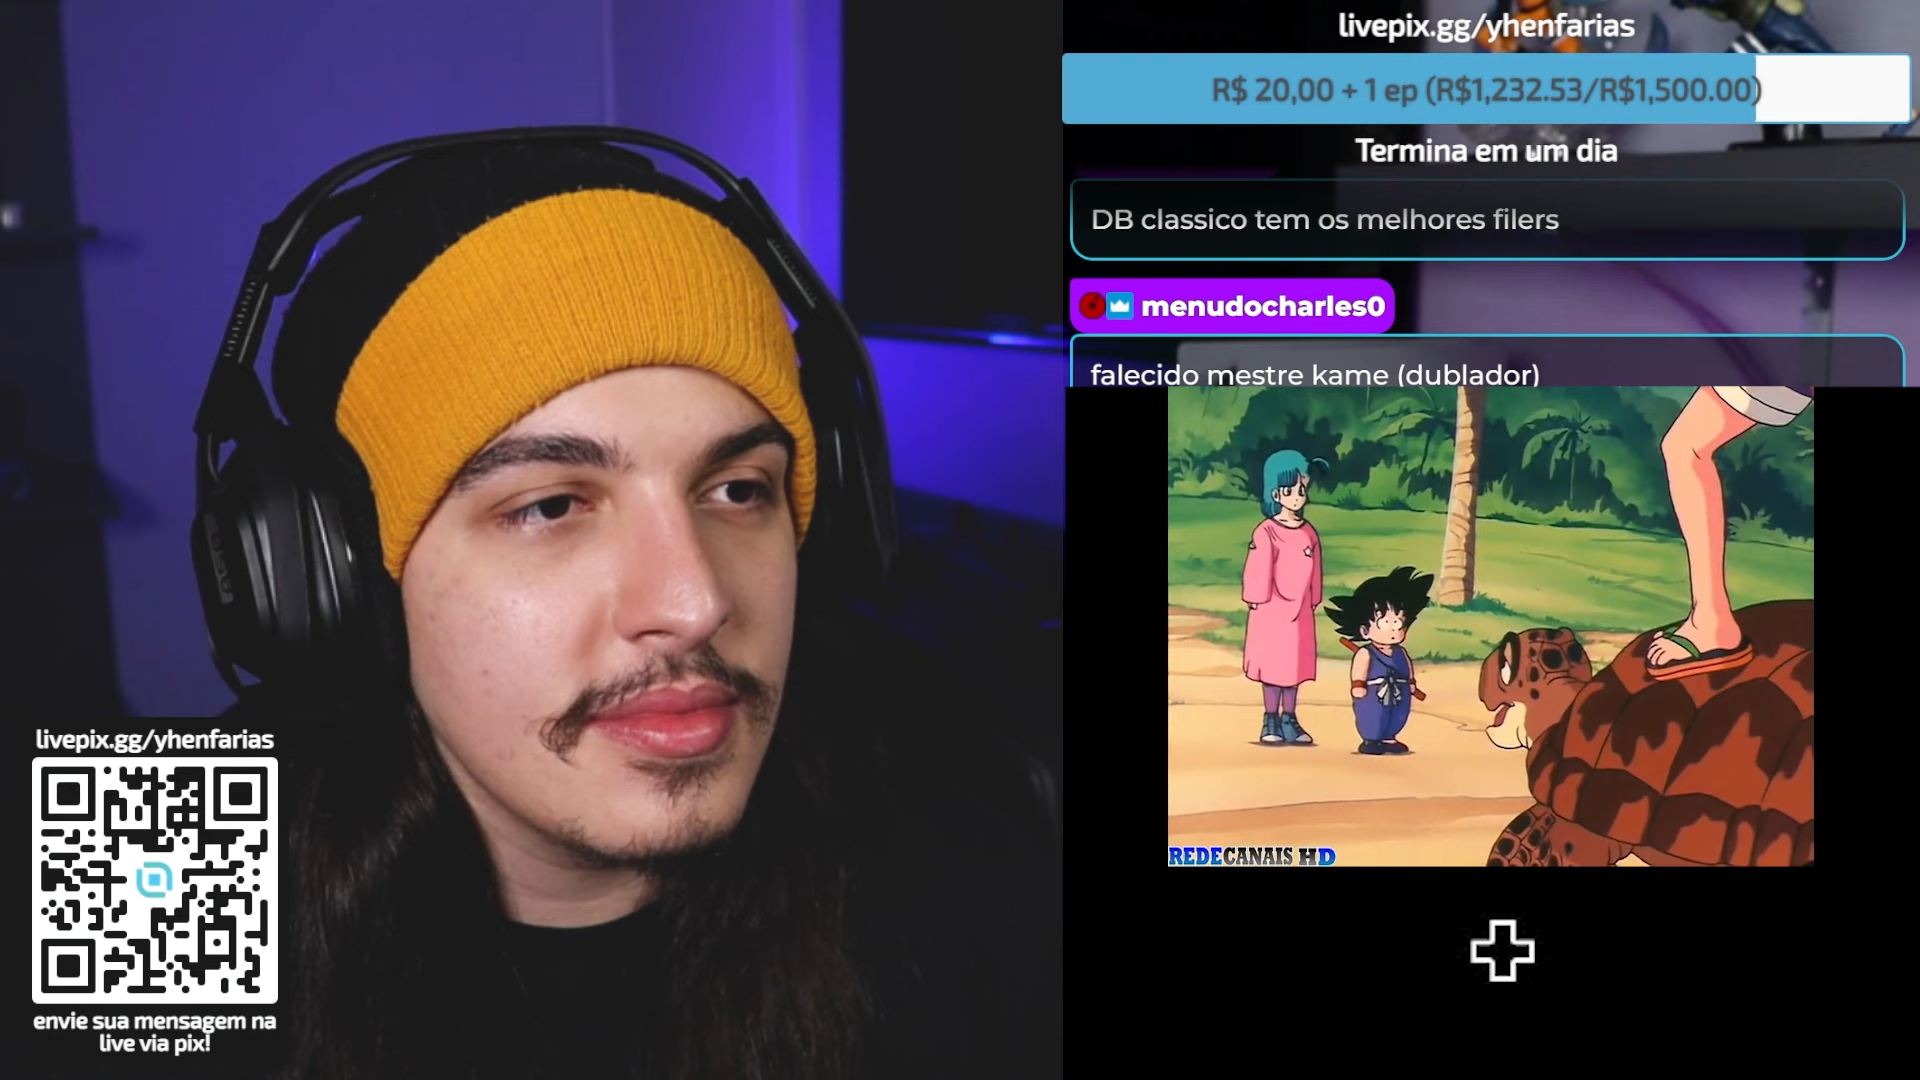 livepix.gg/yhenfarias
R$ 20,00 + 1 ep (R$1,232.53/R$1,500.00)
Termina em um dia
DB classico tem os melhores filers
menudocharles0
falecido mestre kame (dublador)
REDECANAIS HD
livepix.gg/yhenfarias
envie sua mensagem na
live via pix!